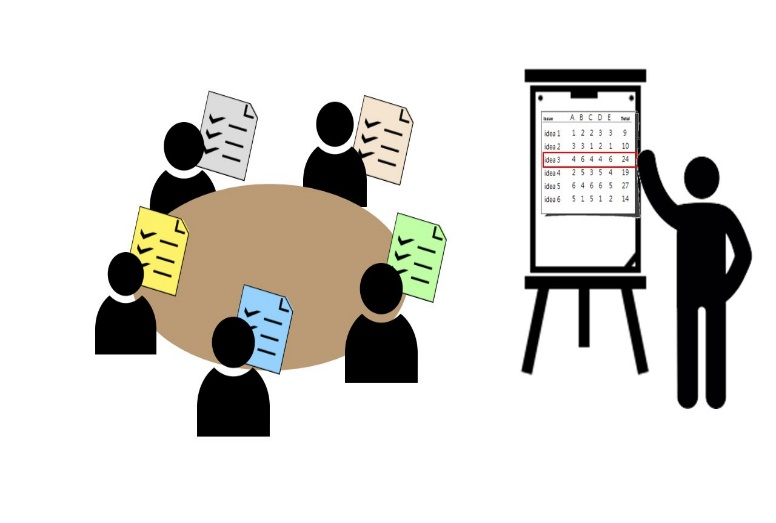 Issue A B C D E Total
idea 1 1 2 2 3 3 9
idea 2 3 3 1 2 1 10
idea 3 4 6 4 4 6 24
idea 4 2 5 3 5 4 19
idea 5 6 4 6 6 5 27
idea 6 5 1 5 1 2 14